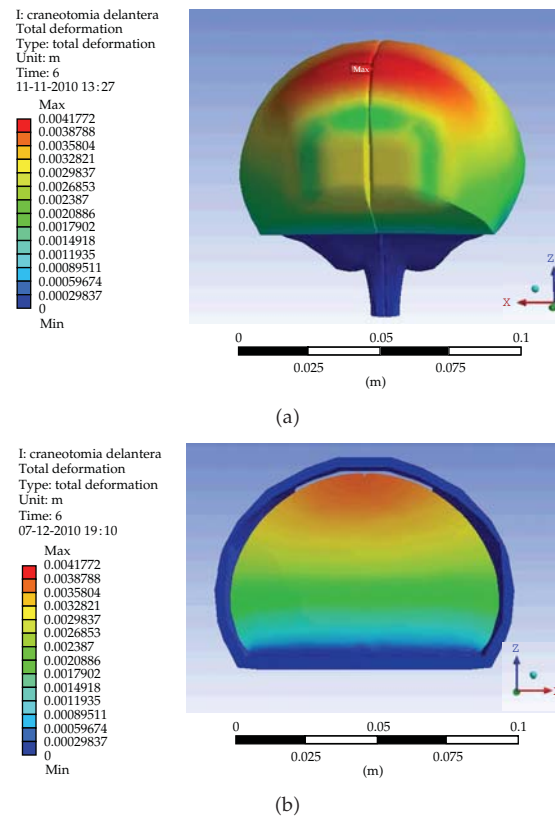 I: craneotomia delantera
Total deformation
Type: total deformation
Unit: m
Time: 6
11-11-2010 13:27
Max
0.0041772
0.0038788
0.0035804
0.0032821
0.0029837
0.0026853
0.002387
0.0020886
0.0017902
0.0014918
0.0011935
0.00089511
0.00059674
0.00029837
0
Min
Max
Z
X
0 0.05 0.1
0.025 0.075
(m)
(a)
I: craneotomia delantera
Total deformation
Type: total deformation
Unit: m
Time: 6
07-12-2010 19:10
Max
0.0041772
0.0038788
0.0035804
0.0032821
0.0029837
0.0026853
0.002387
0.0020886
0.0017902
0.0014918
0.0011935
0.00089511
0.00059674
0.00029837
0
Min
Z
0 0.05 0.1
0.025 0.075
(m)
(b)